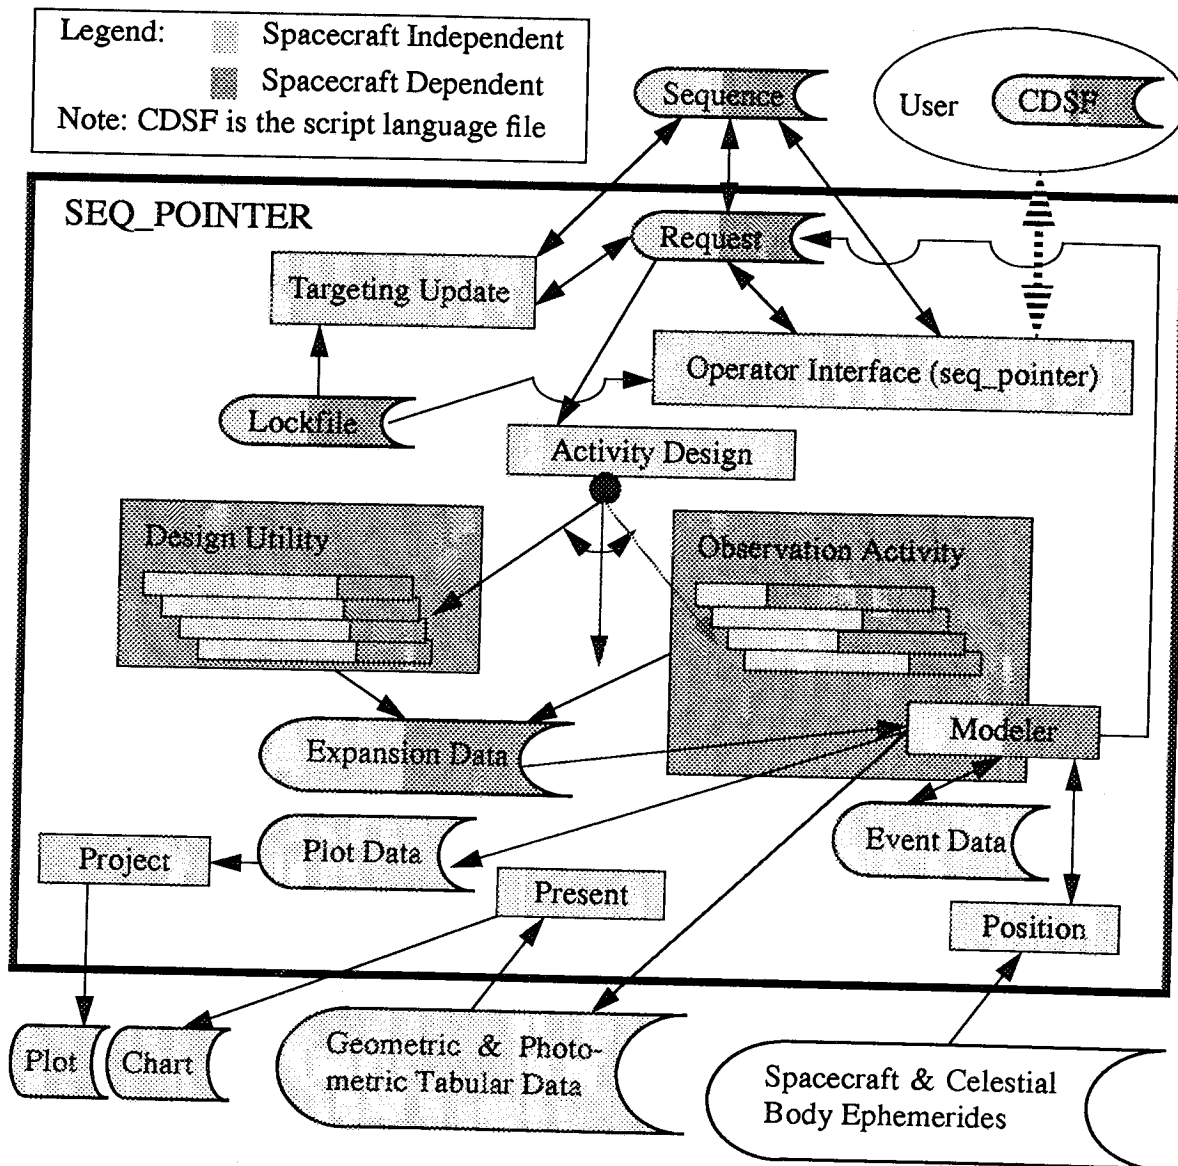 Legend:
Spacecraft Independent
Spacecraft Dependent
Note: CDSF is the script language file
Sequence
User
CDSF
SEQ_POINTER
Request
Targeting Update
Operator Interface (seq_pointer)
Lockfile
Activity Design
Design Utility
Observation Activity
Modeler
Expansion Data
Event Data
Plot Data
Project
Present
Position
Plot
Chart
Geometric & Photo-
metric Tabular Data
Spacecraft & Celestial
Body Ephemerides